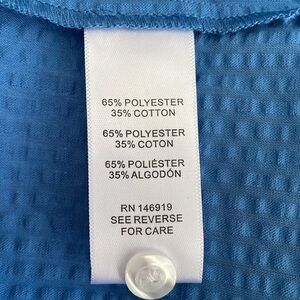 65% POLYESTER
35% COTTON
65% POLYESTER
35% COTON
65% POLIÉSTER
35% ALGODÓN
RN 146919
SEE REVERSE
FOR CARE